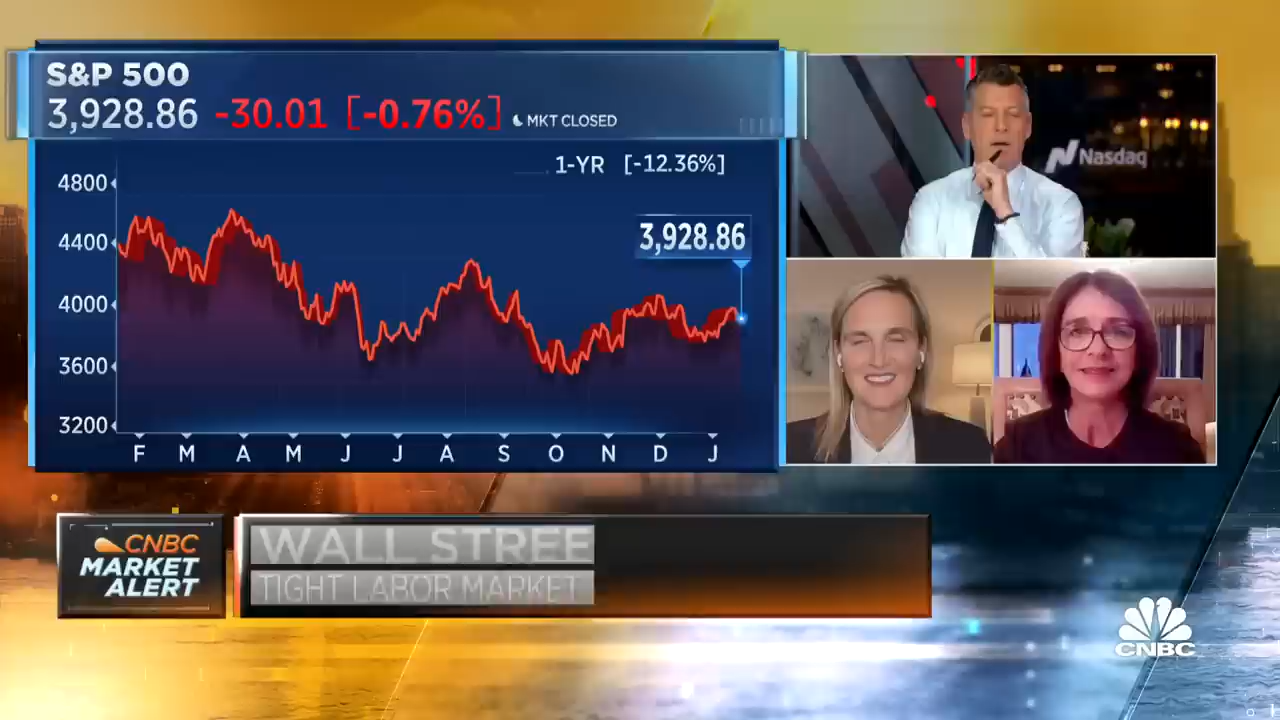 S&P 500
3,928.86 -30.01 [-0.76%] MKT CLOSED
1-YR [-12.36%]
4800
4400
4000
3600
3200
3,928.86
F M A M J J A S O N D J
Nasdaq
CNBC
MARKET
ALERT
WALL STREE
TIGHT LABOR MARKET
CNBC